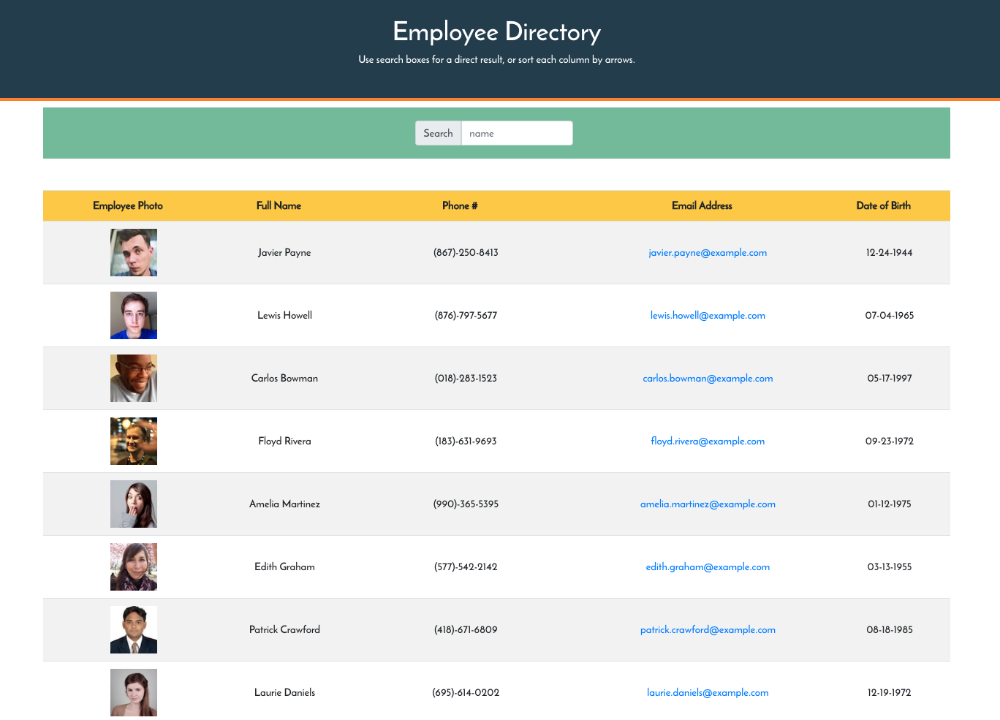 Employee Directory
Use search boxes for a direct result, or sort each column by arrows.
Search name
Employee Photo Full Name Phone # Email Address Date of Birth
Javier Payne (867)-250-8413 javier.payne@example.com 12-24-1944
Lewis Howell (876)-797-5677 lewis.howell@example.com 07-04-1965
Carlos Bowman (018)-283-1523 carlos.bowman@example.com 05-17-1997
Floyd Rivera (183)-631-9693 floyd.rivera@example.com 09-23-1972
Amelia Martinez (990)-365-5395 amelia.martinez@example.com 01-12-1975
Edith Graham (577)-542-2142 edith.graham@example.com 03-13-1955
Patrick Crawford (418)-671-6809 patrick.crawford@example.com 08-18-1985
Laurie Daniels (695)-614-0202 laurie.daniels@example.com 12-19-1972